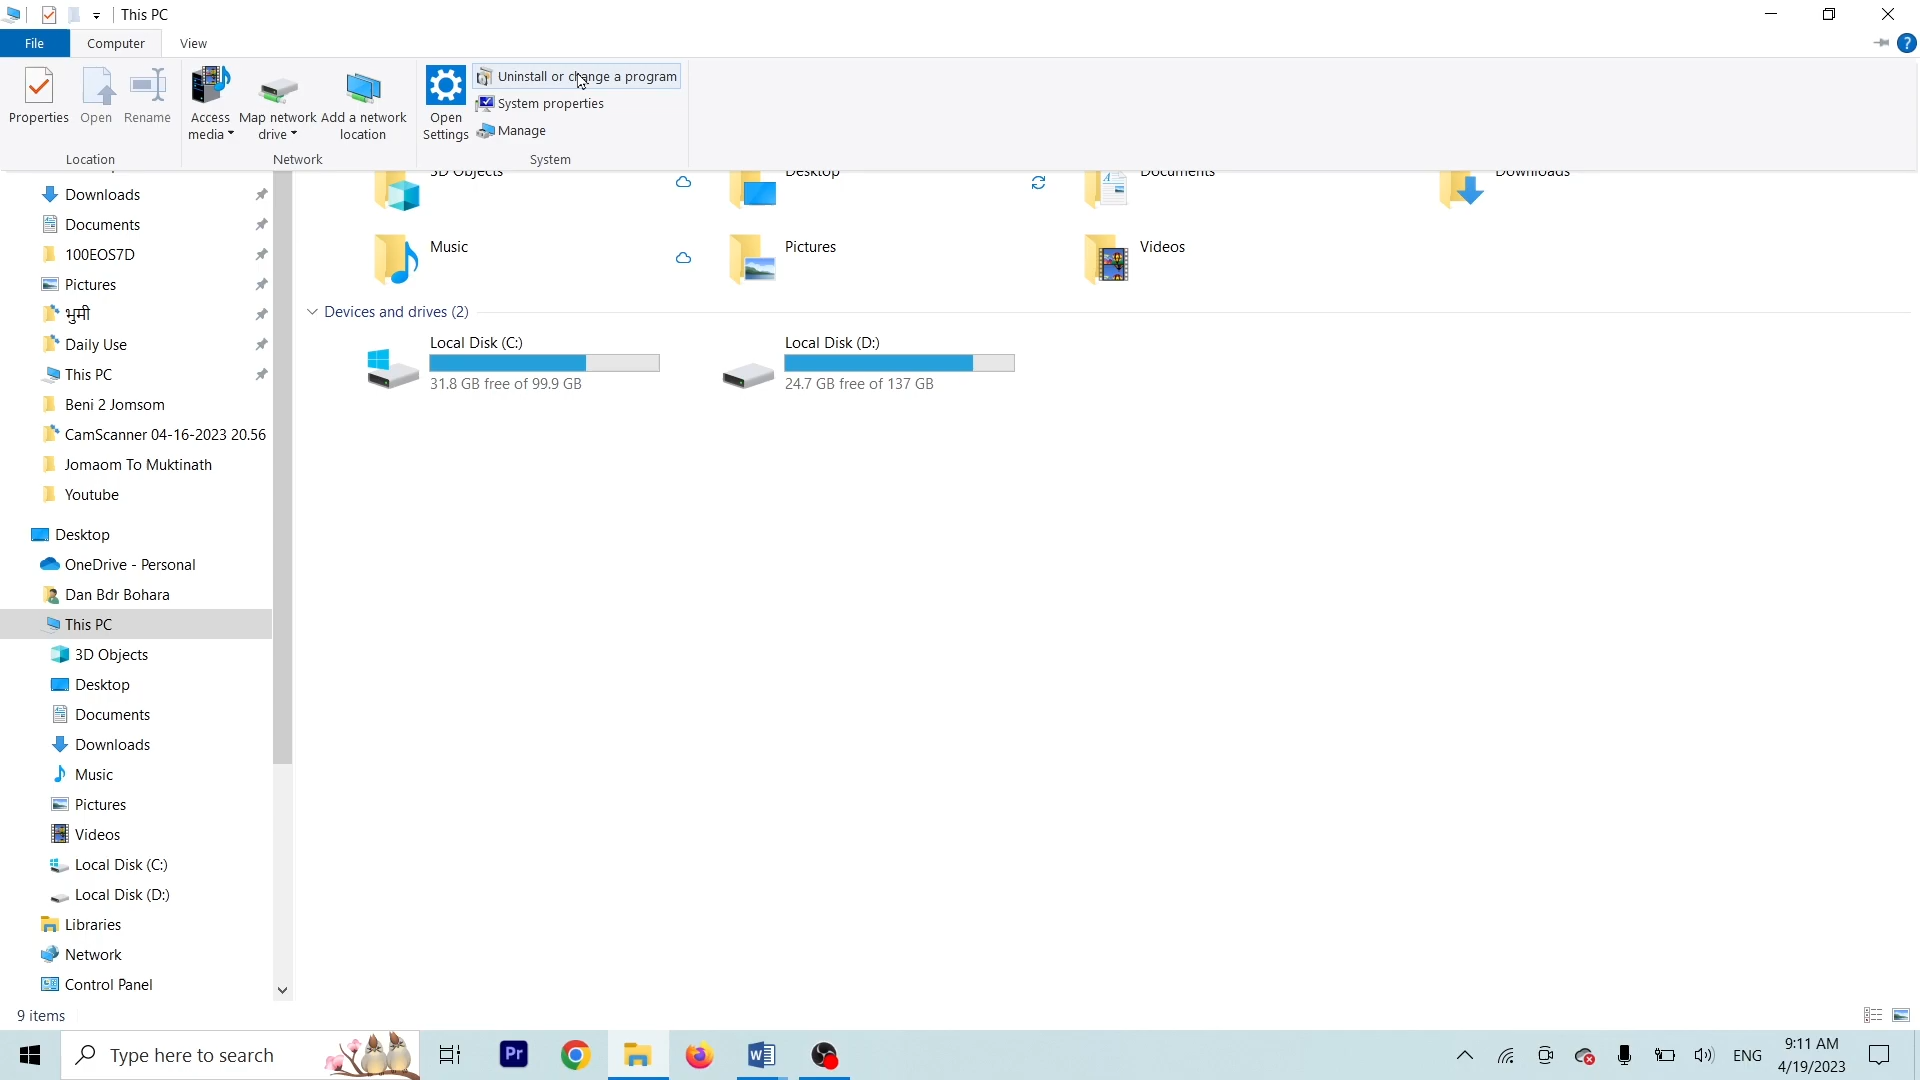 This PC
File
Computer
View
Properties
Open
Rename
Access media
Map network drive
Add a network location
Open Settings
Uninstall or change a program
System properties
Manage
Location
Network
System
Downloads
Documents
100EOS7D
Pictures
भुमी
Daily Use
This PC
Beni 2 Jomsom
CamScanner 04-16-2023 20.56
Jomaom To Muktinath
Youtube
Desktop
OneDrive - Personal
Dan Bdr Bohara
This PC
3D Objects
Desktop
Documents
Downloads
Music
Pictures
Videos
Local Disk (C:)
Local Disk (D:)
Libraries
Network
Control Panel
3D Objects
Desktop
Documents
Downloads
Music
Pictures
Videos
Devices and drives (2)
Local Disk (C:)
31.8 GB free of 99.9 GB
Local Disk (D:)
24.7 GB free of 137 GB
9 items
Type here to search
Pr
ENG
9:11 AM
4/19/2023